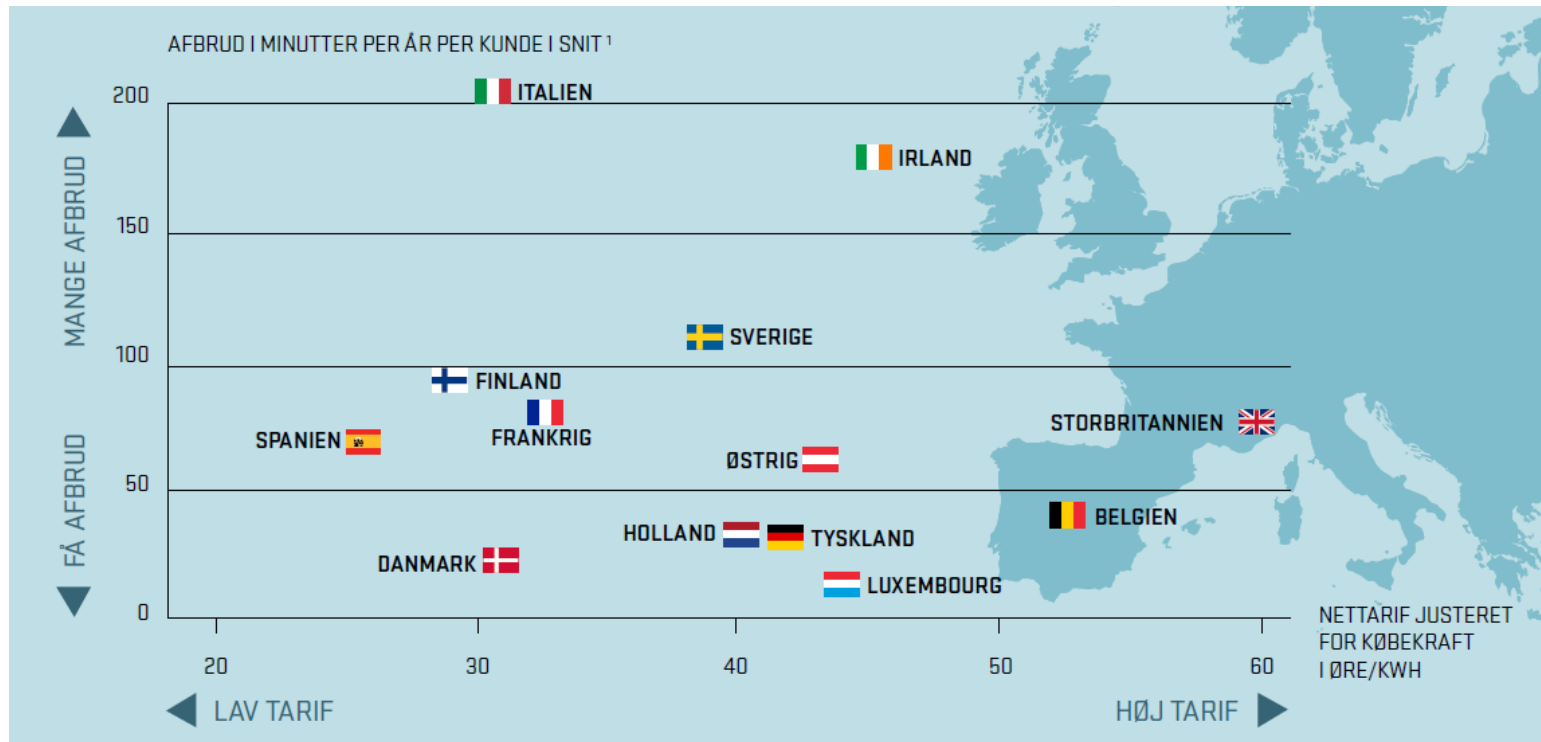 AFBRUD I MINUTTER PER ÅR PER KUNDE I SNIT ¹
MANGE AFBRUD
FÅ AFBRUD
200
150
100
50
0
ITALIEN
IRLAND
SVERIGE
FINLAND
FRANKRIG
SPANIEN
STORBRITANNIEN
ØSTRIG
BELGIEN
HOLLAND
TYSKLAND
DANMARK
LUXEMBOURG
20
30
40
50
60
NETTARIF JUSTERET
FOR KØBEKRAFT
I ØRE/KWH
LAV TARIF
HØJ TARIF